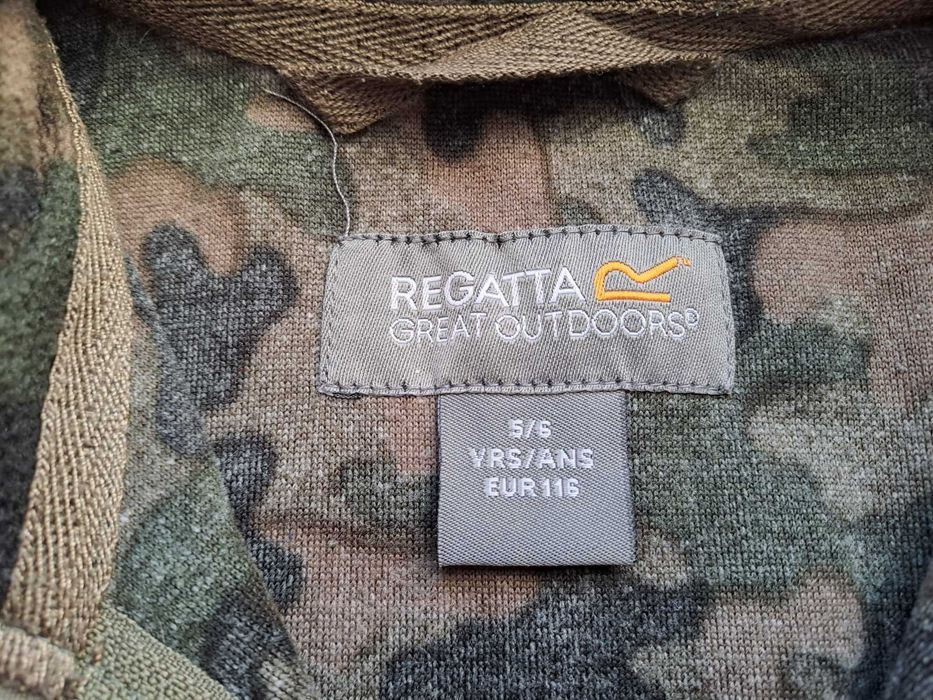 REGATTA
GREAT OUTDOORS®
5/6
YRS/ANS
EUR 116